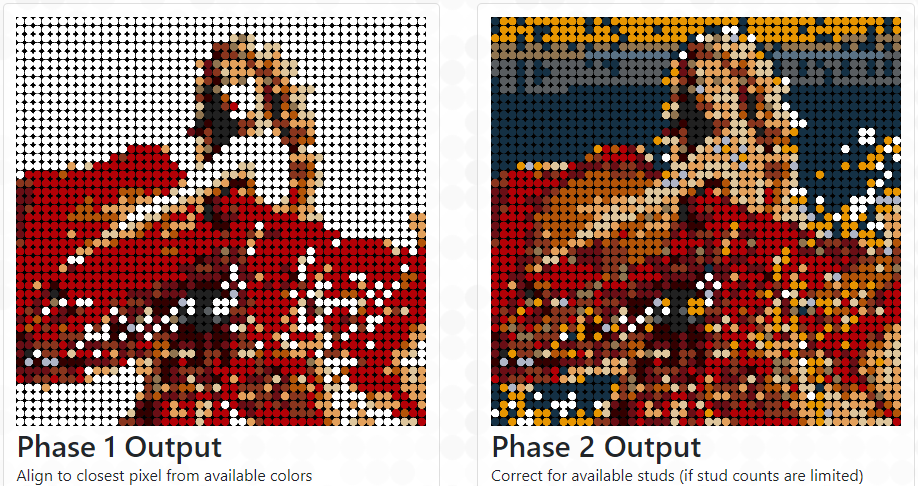 Phase 1 Output
Align to closest pixel from available colors
Phase 2 Output
Correct for available studs (if stud counts are limited)